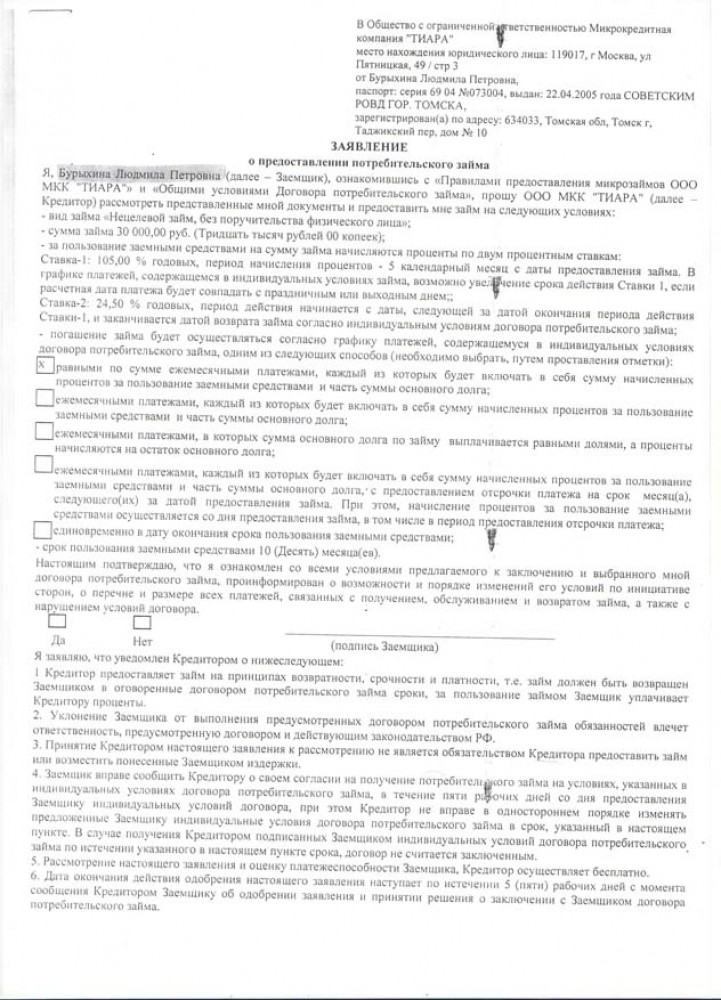 В Общество с ограниченной ответственностью Микрокредитная
компания "ТИАРА"
место нахождения юридического лица: 119017, г Москва, ул
Пятницкая, 49 / стр 3
от Бурыхина Людмила Петровна,
паспорт: серия 69 04 №073004, выдан: 22.04.2005 года СОВЕТСКИМ
РОВД ГОР. ТОМСКА,
зарегистрирован(а) по адресу: 634033, Томская обл, Томск г,
Таджикский пер, дом № 10
ЗАЯВЛЕНИЕ
о предоставлении потребительского займа
Я, Бурыхина Людмила Петровна (далее – Заемщик), ознакомившись с «Правилами предоставления микрозаймов ООО
МКК "ТИАРА"» и «Общими условиями Договора потребительского займа», прошу ООО МКК "ТИАРА" (далее –
Кредитор) рассмотреть представленные мной документы и предоставить мне займ на следующих условиях:
- вид займа «Нецелевой займ, без поручительства физического лица»;
- сумма займа 30 000,00 руб. (Тридцать тысяч рублей 00 копеек);
- за пользование заемными средствами на сумму займа начисляются проценты по двум процентным ставкам:
Ставка-1: 105,00 % годовых, период начисления процентов - 5 календарный месяц с даты предоставления займа. В
графике платежей, содержащемся в индивидуальных условиях займа, возможно увеличение срока действия Ставки 1, если
расчетная дата платежа будет совпадать с праздничным или выходным днем;;
Ставка-2: 24,50 % годовых, период действия начинается с даты, следующей за датой окончания периода действия
Ставки-1, и заканчивается датой возврата займа согласно индивидуальным условиям договора потребительского займа;
- погашение займа будет осуществляться согласно графику платежей, содержащемуся в индивидуальных условиях
договора потребительского займа, одним из следующих способов (необходимо выбрать, путем проставления отметки):
X равными по сумме ежемесячными платежами, каждый из которых будет включать в себя сумму начисленных
процентов за пользование заемными средствами и часть суммы основного долга;
ежемесячными платежами, каждый из которых будет включать в себя сумму начисленных процентов за пользование
заемными средствами и часть суммы основного долга;
ежемесячными платежами, в которых сумма основного долга по займу выплачивается равными долями, а проценты
начисляются на остаток основного долга;
ежемесячными платежами, каждый из которых будет включать в себя сумму начисленных процентов за пользование
заемными средствами и часть суммы основного долга, с предоставлением отсрочки платежа на срок месяц(а),
следующего(их) за датой предоставления займа. При этом, начисление процентов за пользование заемными
средствами осуществляется со дня предоставления займа, в том числе в период предоставления отсрочки платежа;
единовременно в дату окончания срока пользования заемными средствами;
- срок пользования заемными средствами 10 (Десять) месяца(ев).
Настоящим подтверждаю, что я ознакомлен со всеми условиями предлагаемого к заключению и выбранного мной
договора потребительского займа, проинформирован о возможности и порядке изменений его условий по инициативе
сторон, о перечне и размере всех платежей, связанных с получением, обслуживанием и возвратом займа, а также с
нарушением условий договора.
Да Нет (подпись Заемщика)
Я заявляю, что уведомлен Кредитором о нижеследующем:
1 Кредитор предоставляет займ на принципах возвратности, срочности и платности, т.е. займ должен быть возвращен
Заемщиком в оговоренные договором потребительского займа сроки, за пользование займом Заемщик уплачивает
Кредитору проценты.
2. Уклонение Заемщика от выполнения предусмотренных договором потребительского займа обязанностей влечет
ответственность, предусмотренную договором и действующим законодательством РФ.
3. Принятие Кредитором настоящего заявления к рассмотрению не является обязательством Кредитора предоставить займ
или возместить понесенные Заемщиком издержки.
4. Заемщик вправе сообщить Кредитору о своем согласии на получение потребительского займа на условиях, указанных в
индивидуальных условиях договора потребительского займа, в течение пяти рабочих дней со дня предоставления
Заемщику индивидуальных условий договора, при этом Кредитор не вправе в одностороннем порядке изменять
предложенные Заемщику индивидуальные условия договора потребительского займа в срок, указанный в настоящем
пункте. В случае получения Кредитором подписанных Заемщиком индивидуальных условий договора потребительского
займа по истечении указанного в настоящем пункте срока, договор не считается заключенным.
5. Рассмотрение настоящего заявления и оценку платежеспособности Заемщика, Кредитор осуществляет бесплатно.
6. Дата окончания действия одобрения настоящего заявления наступает по истечении 5 (пяти) рабочих дней с момента
сообщения Кредитором Заемщику об одобрении заявления и принятии решения о заключении с Заемщиком договора
потребительского займа.